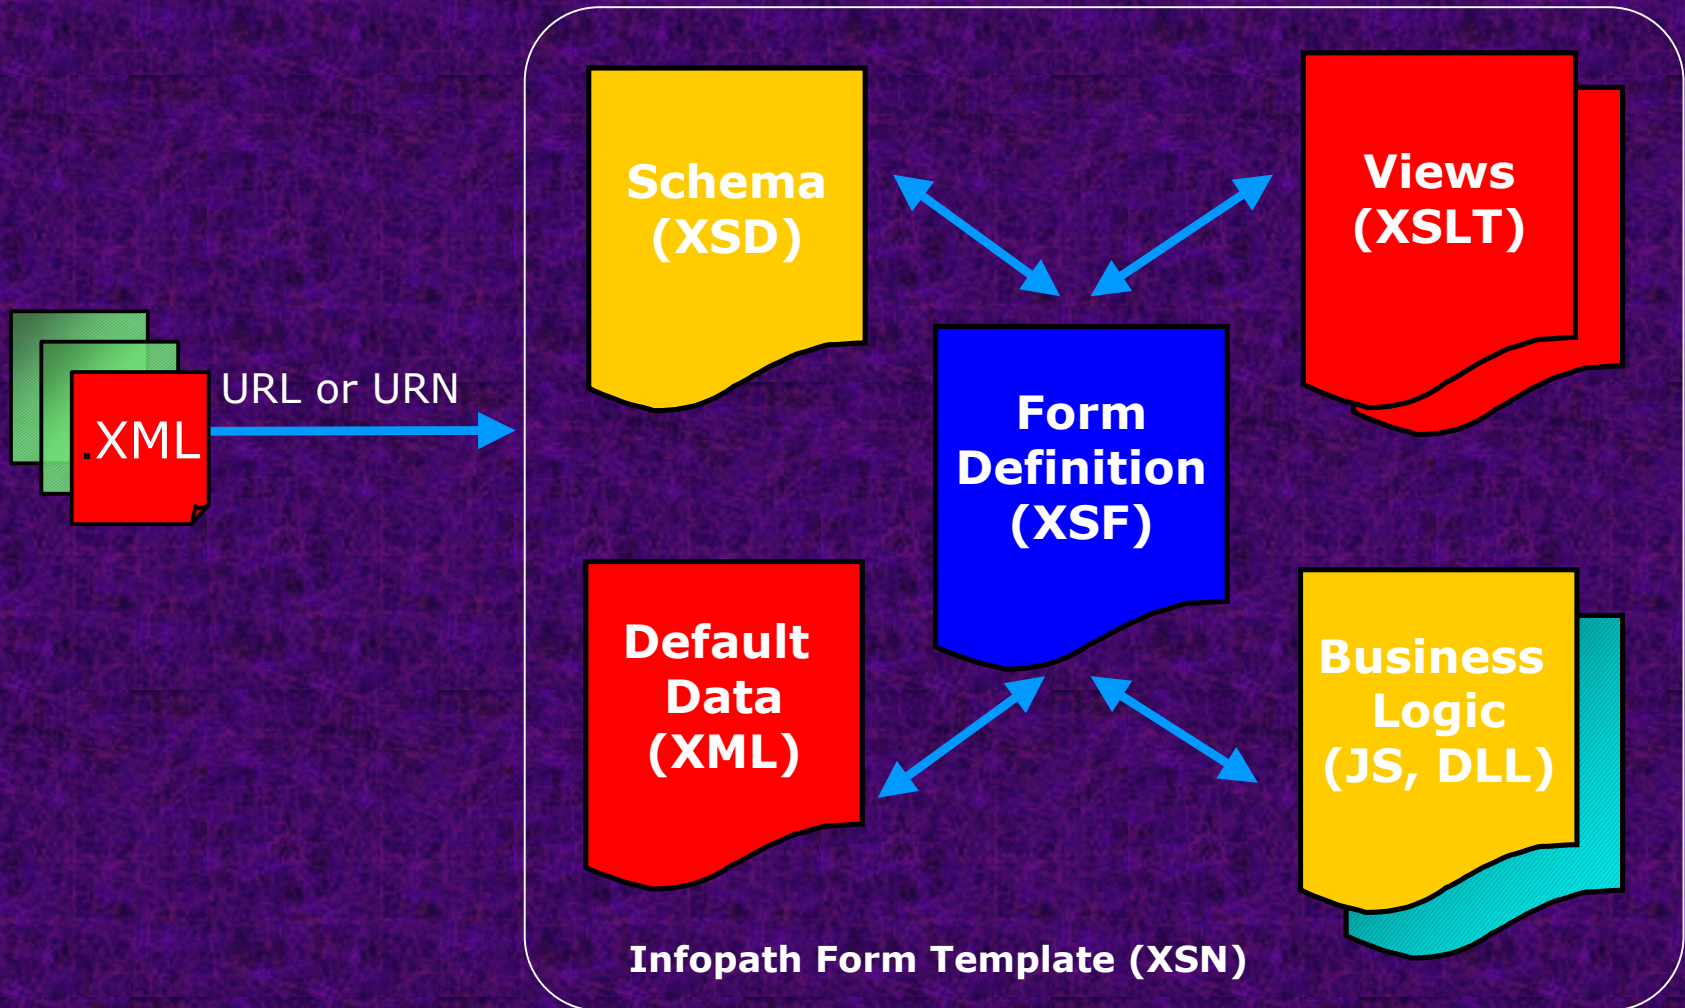 Schema
(XSD)
Views
(XSLT)
URL or URN
.XML
Form
Definition
(XSF)
Default
Data
(XML)
Business
Logic
(JS, DLL)
Infopath Form Template (XSN)